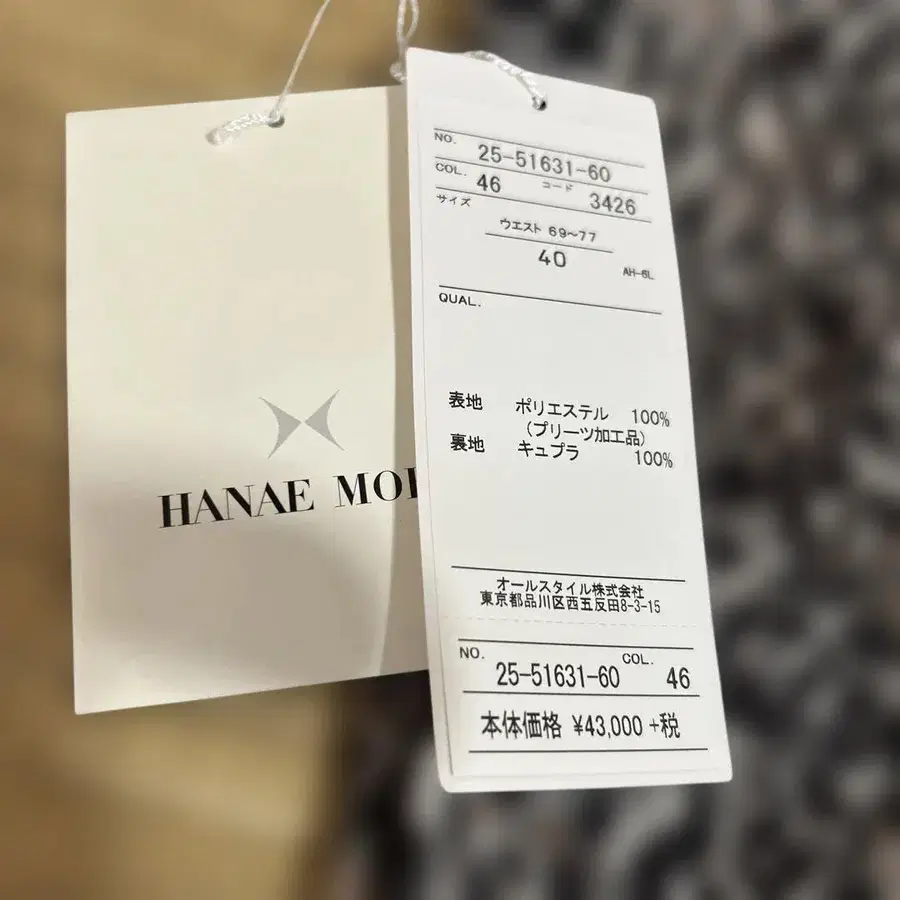 HANAE
NO. 25-51631-60
COL. 46 コード 3426
サイズ
ウエスト 69~77
40
AH-6L
QUAL.
表地 ポリエステル 100%
(プリーツ加工品)
裏地 キュプラ 100%
オールスタイル株式会社
東京都品川区西五反田8-3-15
NO. 25-51631-60 COL. 46
本体価格 ¥43,000+税